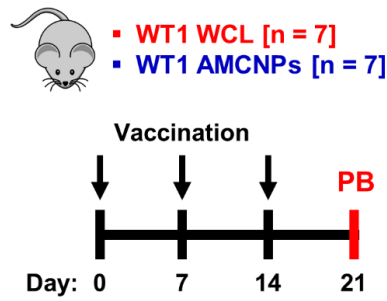 ▪ WT1 WCL [n = 7]
▪ WT1 AMCNPs [n = 7]
Vaccination
PB
Day: 0 7 14 21